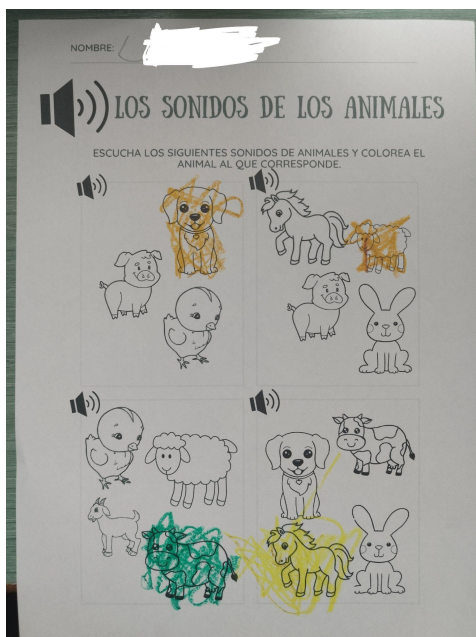 NOMBRE:
LOS SONIDOS DE LOS ANIMALES
ESCUCHA LOS SIGUIENTES SONIDOS DE ANIMALES Y COLOREA EL
ANIMAL AL QUE CORRESPONDE.